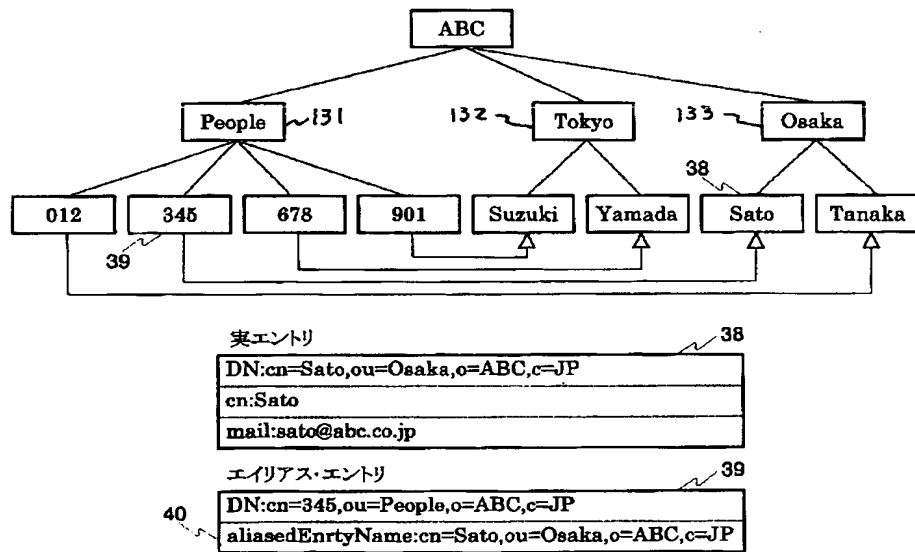 ABC
People 131 132 Tokyo 133 Osaka
38
012 345 678 901 Suzuki Yamada Sato Tanaka
39
実エントリ 38
DN:cn=Sato,ou=Osaka,o=ABC,c=JP
cn:Sato
mail:sato@abc.co.jp
エイリアス・エントリ 39
DN:cn=345,ou=People,o=ABC,c=JP
40 aliasedEnrtyName:cn=Sato,ou=Osaka,o=ABC,c=JP